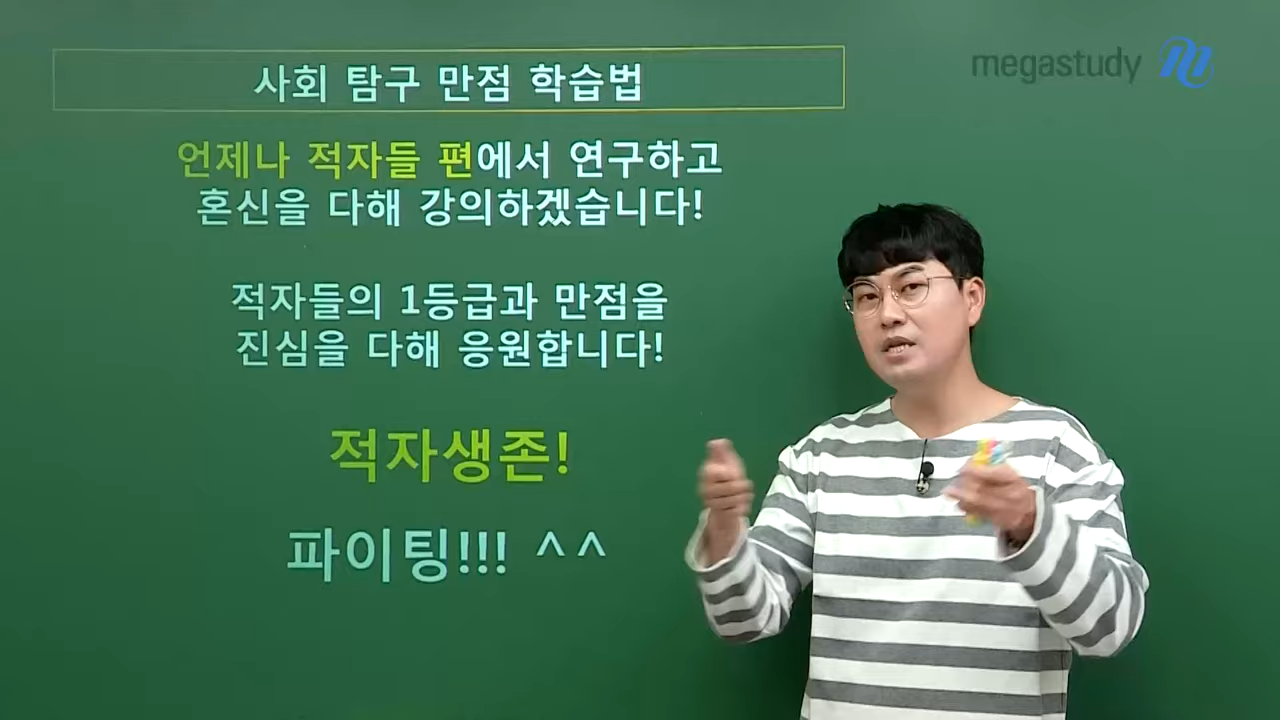 사회 탐구 만점 학습법
megastudy
언제나 적자들 편에서 연구하고
혼신을 다해 강의하겠습니다!
적자들의 1등급과 만점을
진심을 다해 응원합니다!
적자생존!
파이팅!!! ^^